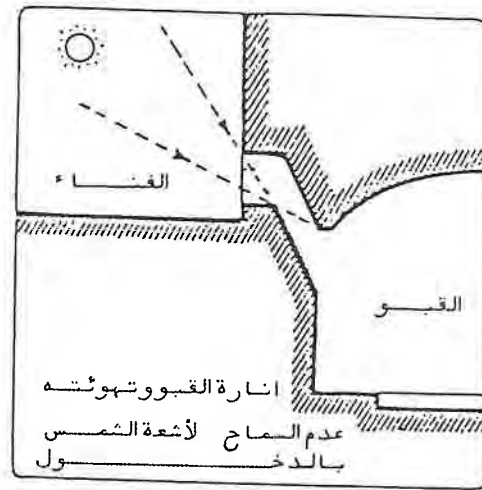 الفناء
القبو
انارة القبو وتهوئته
عدم السماح لأشعة الشمس
بالدخول